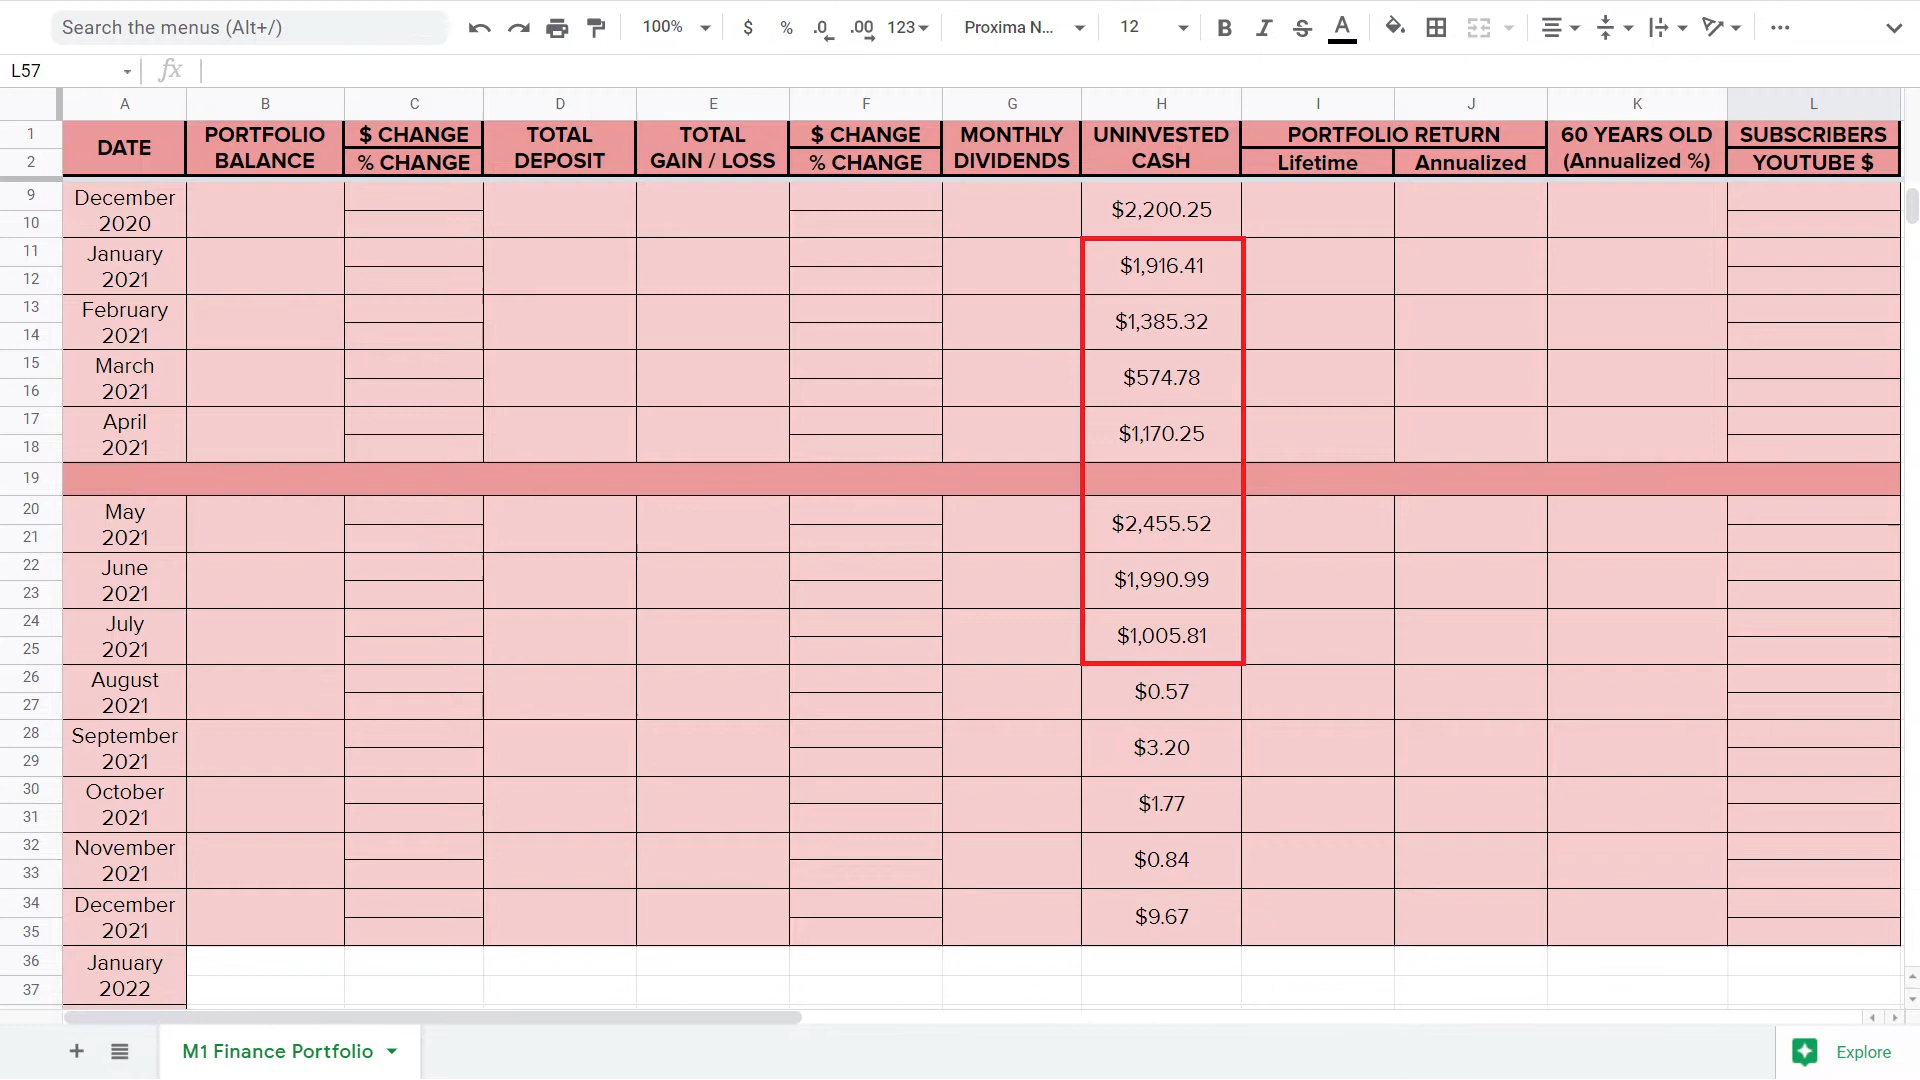 Search the menus (Alt+/)
100%
$
%
.0
.00
123
Proxima N...
12
B
I
S
A
L57
fx
A B C D E F G H I J K L
1
2
DATE
PORTFOLIO
BALANCE
$ CHANGE
% CHANGE
TOTAL
DEPOSIT
TOTAL
GAIN / LOSS
$ CHANGE
% CHANGE
MONTHLY
DIVIDENDS
UNINVESTED
CASH
PORTFOLIO RETURN
Lifetime
Annualized
60 YEARS OLD
(Annualized %)
SUBSCRIBERS
YOUTUBE $
9
10
December
2020
$2,200.25
11
12
January
2021
$1,916.41
13
14
February
2021
$1,385.32
15
16
March
2021
$574.78
17
18
April
2021
$1,170.25
19
20
21
May
2021
$2,455.52
22
23
June
2021
$1,990.99
24
25
July
2021
$1,005.81
26
27
August
2021
$0.57
28
29
September
2021
$3.20
30
31
October
2021
$1.77
32
33
November
2021
$0.84
34
35
December
2021
$9.67
36
37
January
2022
M1 Finance Portfolio
Explore